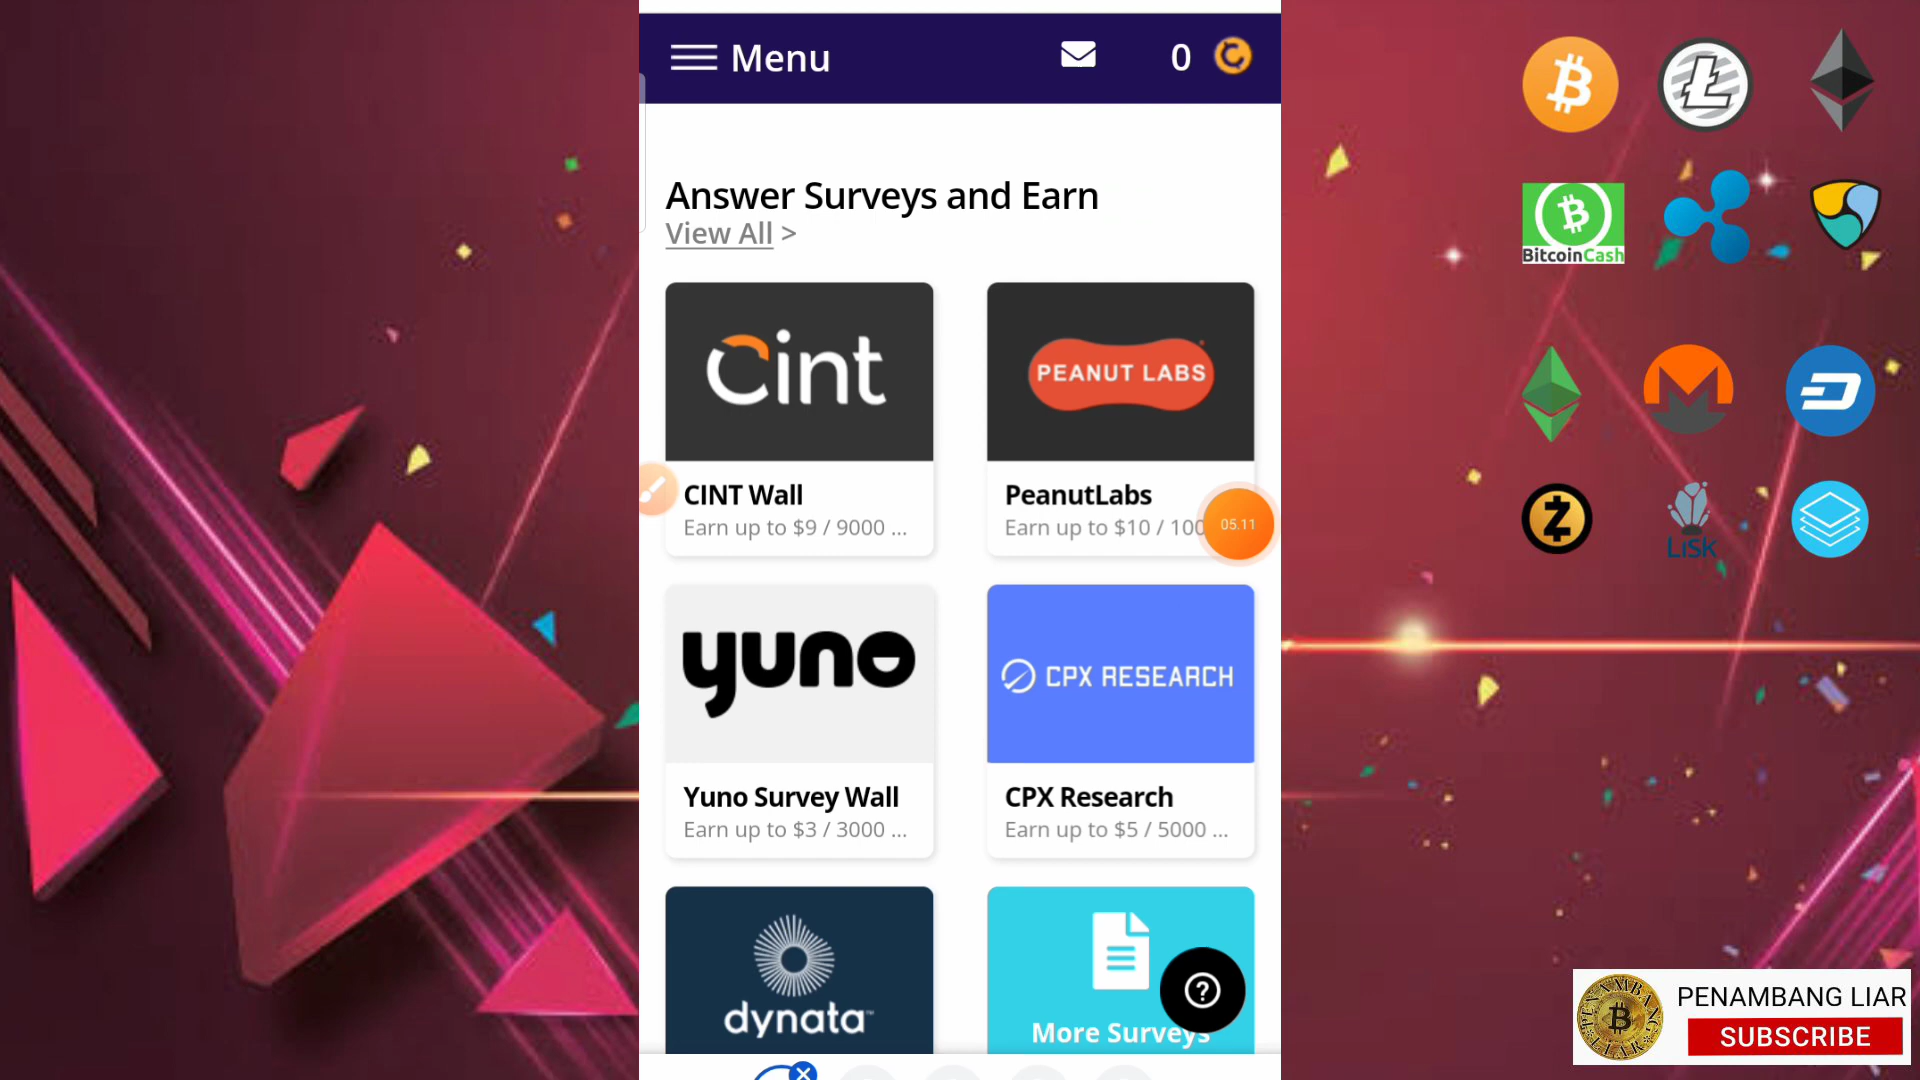 Menu
0
Answer Surveys and Earn
View All >
Cint
PEANUT LABS
CINT Wall
Earn up to $9 / 9000 ...
PeanutLabs
Earn up to $10 / 100
05.11
yuno
CPX RESEARCH
Yuno Survey Wall
Earn up to $3 / 3000 ...
CPX Research
Earn up to $5 / 5000 ...
dynata
More Surveys
BitcoinCash
LiSk
PENAMBANG LIAR
PENAMBANG LIAR
SUBSCRIBE